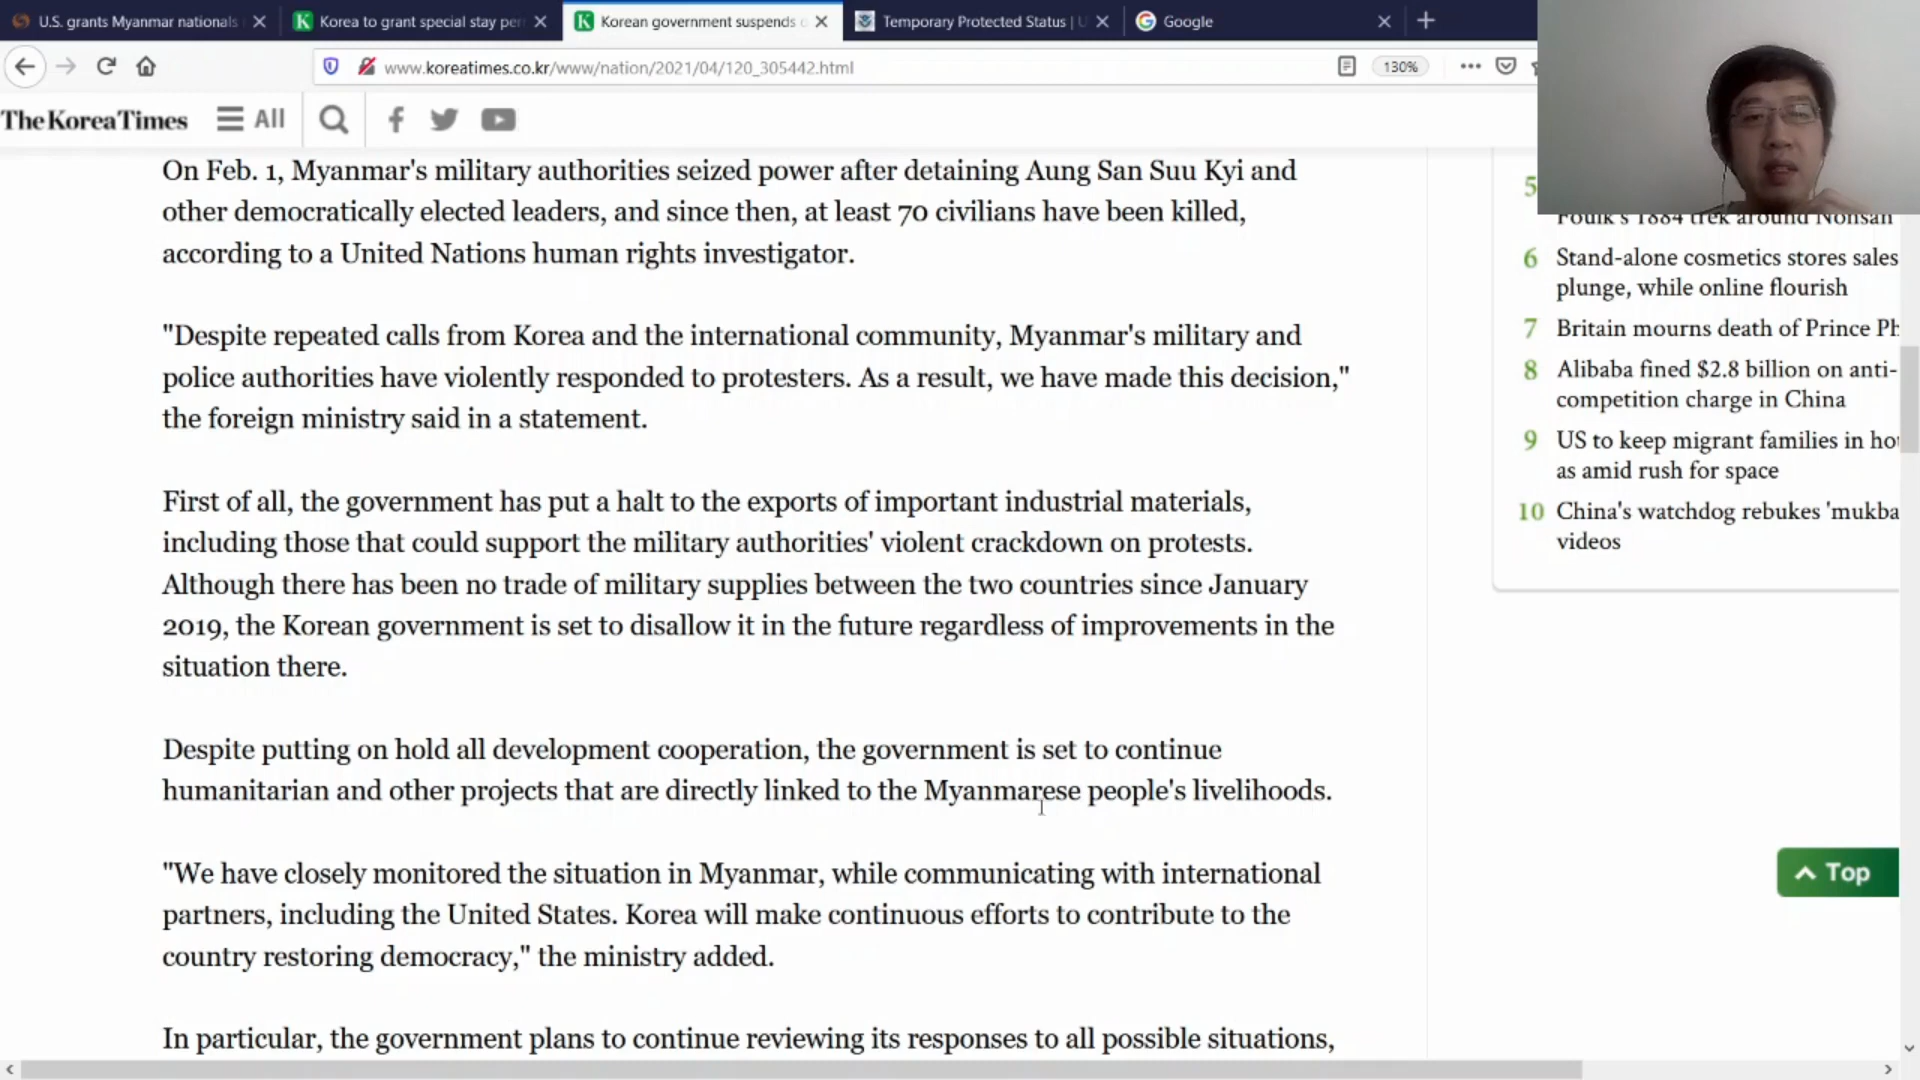 U.S. grants Myanmar nationals
Korea to grant special stay per
Korean government suspends
Temporary Protected Status | U
Google
www.koreatimes.co.kr/www/nation/2021/04/120_305442.html
130%
The Korea Times
All
On Feb. 1, Myanmar's military authorities seized power after detaining Aung San Suu Kyi and
other democratically elected leaders, and since then, at least 70 civilians have been killed,
according to a United Nations human rights investigator.
"Despite repeated calls from Korea and the international community, Myanmar's military and
police authorities have violently responded to protesters. As a result, we have made this decision,"
the foreign ministry said in a statement.
First of all, the government has put a halt to the exports of important industrial materials,
including those that could support the military authorities' violent crackdown on protests.
Although there has been no trade of military supplies between the two countries since January
2019, the Korean government is set to disallow it in the future regardless of improvements in the
situation there.
Despite putting on hold all development cooperation, the government is set to continue
humanitarian and other projects that are directly linked to the Myanmarese people's livelihoods.
"We have closely monitored the situation in Myanmar, while communicating with international
partners, including the United States. Korea will make continuous efforts to contribute to the
country restoring democracy," the ministry added.
In particular, the government plans to continue reviewing its responses to all possible situations,
5
Foulk's 1884 trek around Nonsan
6 Stand-alone cosmetics stores sales
plunge, while online flourish
7 Britain mourns death of Prince Ph
8 Alibaba fined $2.8 billion on anti-
competition charge in China
9 US to keep migrant families in hot
as amid rush for space
10 China's watchdog rebukes 'mukba
videos
Top